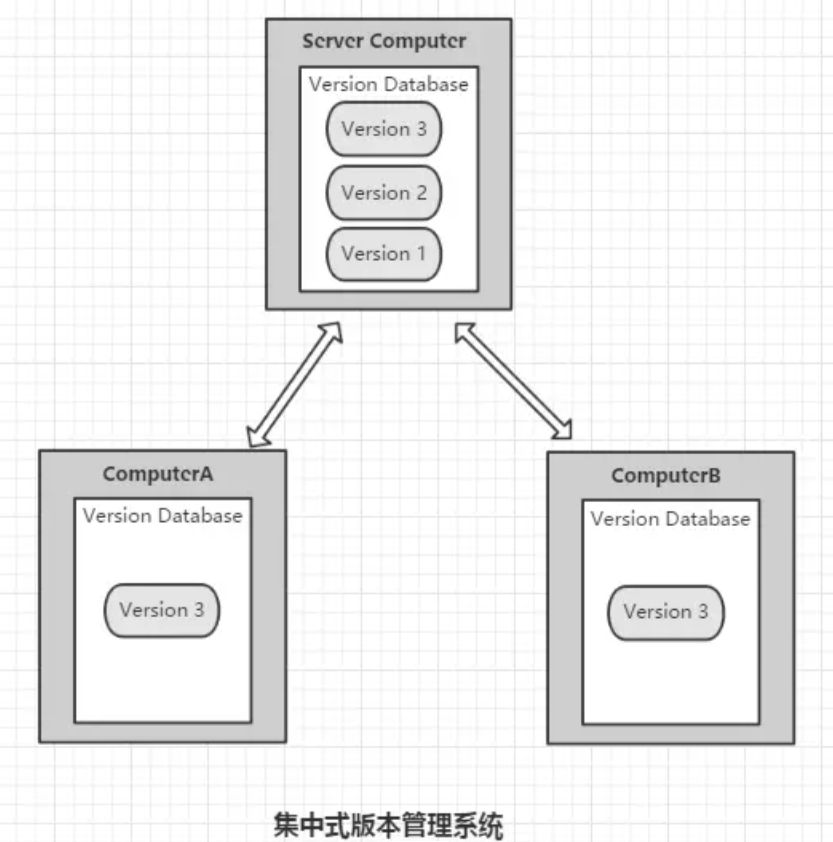 Server Computer
Version Database
Version 3
Version 2
Version 1
ComputerA
Version Database
Version 3
ComputerB
Version Database
Version 3
集中式版本管理系统